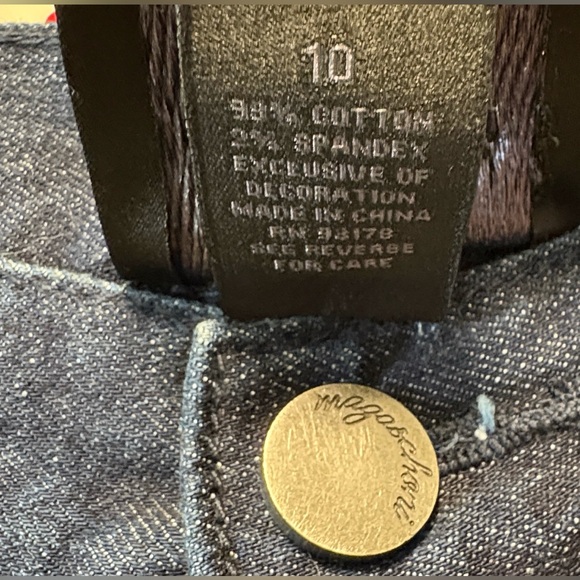 10
98% COTTON
2% SPANDEX
EXCLUSIVE OF
DECORATION
MADE IN CHINA
RN 93178
SEE REVERSE
FOR CARE
magaschoni